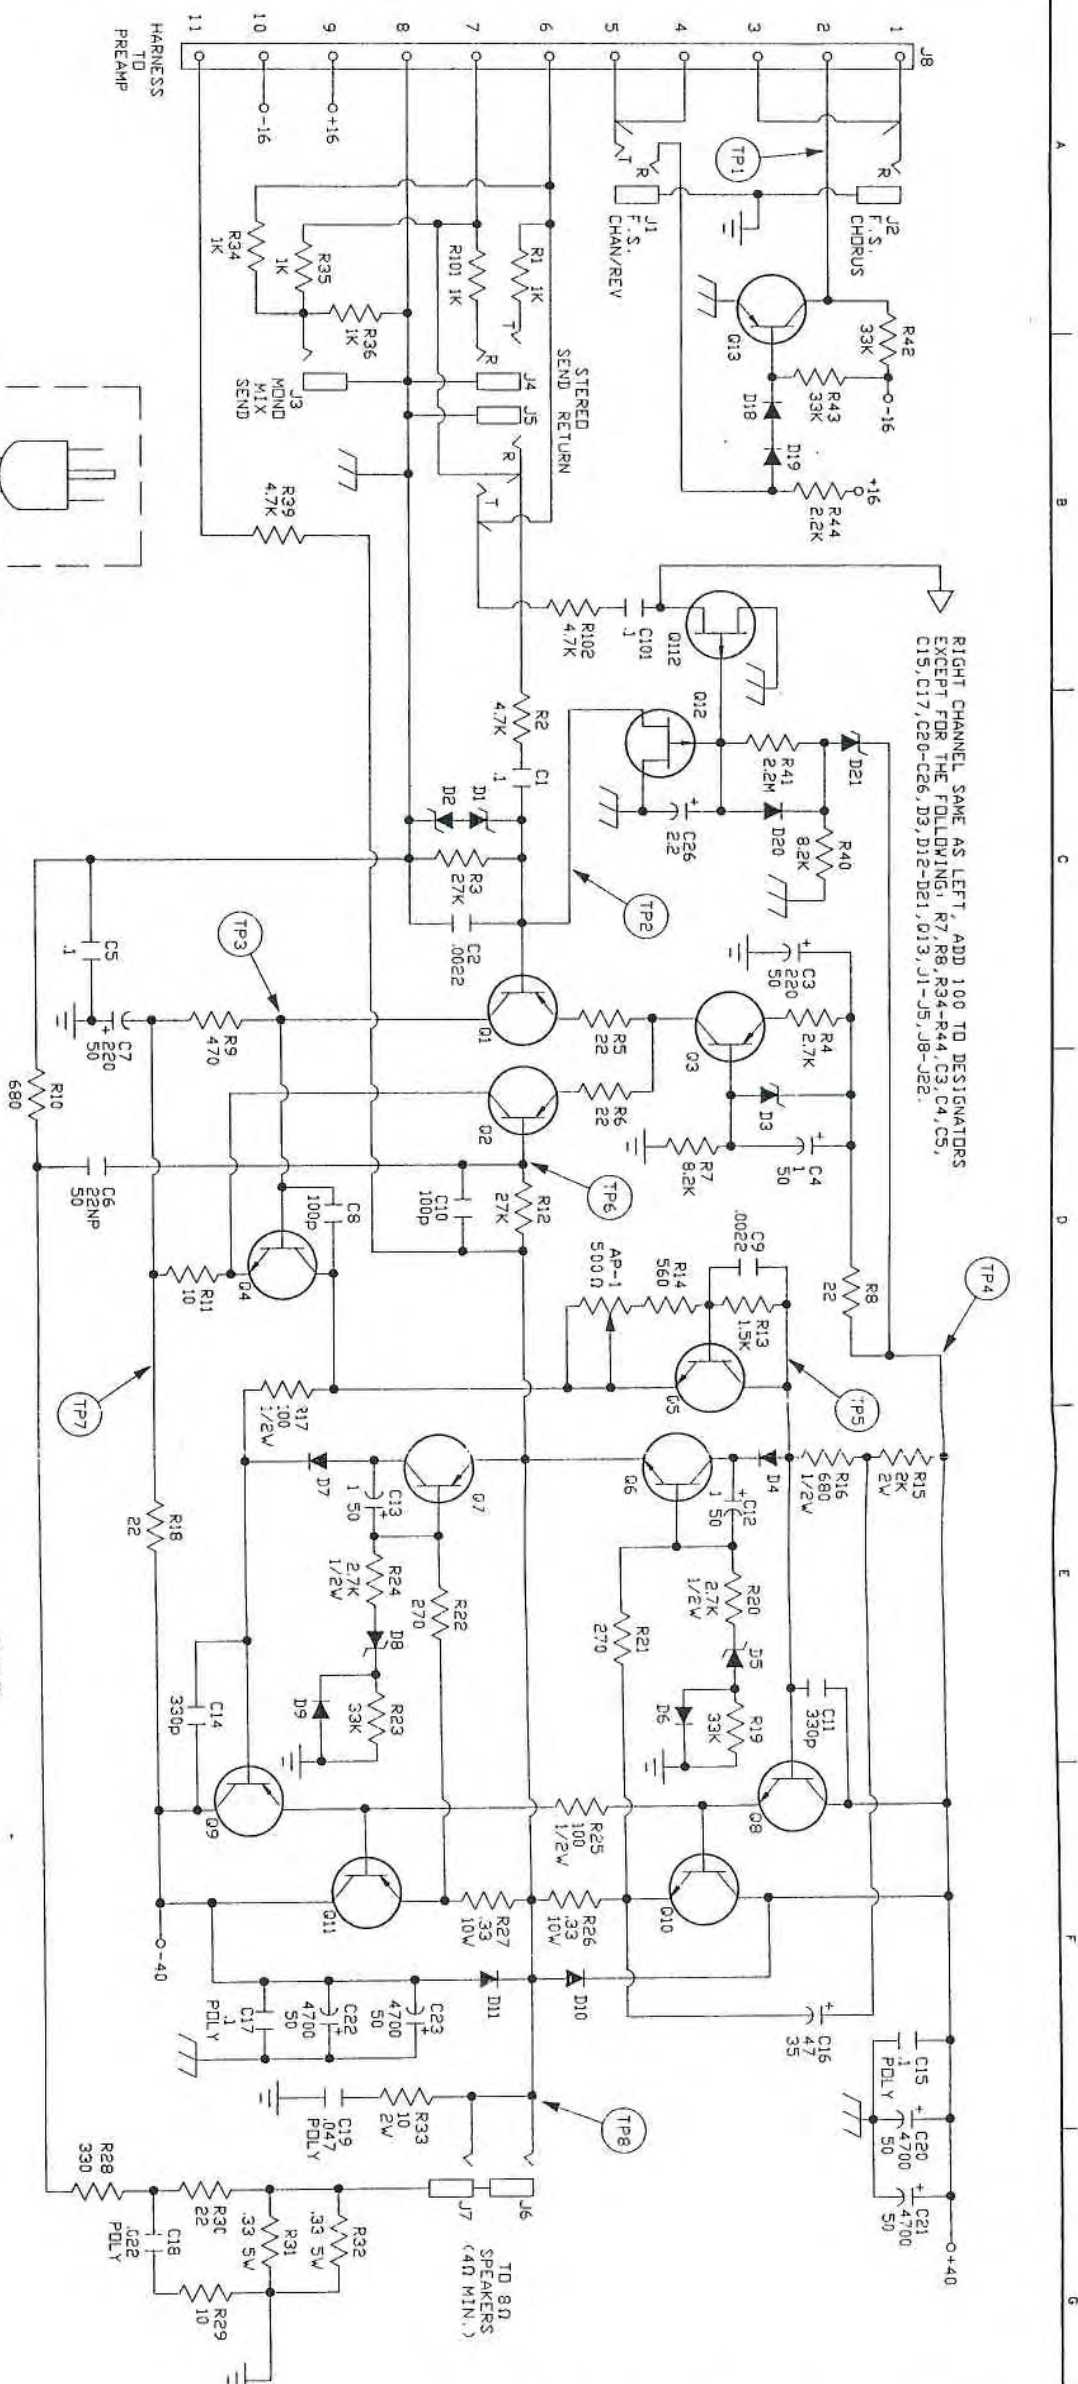 A
B
C
D
E
F
G
J8
1
2
3
4
5
6
7
8
9
10
11
HARNESS
TO
PREAMP
+16
-16
TP1
J2
F.S.
CHORUS
J1
F.S.
CHAN/REV
R
T
R
R42
33K
Q13
R43
33K
-16
D18
D19
+16
R44
2.2K
R1
1K
R101 1K
R34
1K
R35
1K
R36
1K
T
R
STEREO
SEND RETURN
J4
J5
J3
MONO
MIX
SEND
R
T
R39
4.7K
RIGHT CHANNEL SAME AS LEFT, ADD 100 TO DESIGNATORS
EXCEPT FOR THE FOLLOWING: R7,R8,R34-R44,C3,C4,C5,
C15,C17,C20-C26,D3,D12-D21,Q13,J1-J5,J8-J22.
R102
4.7K
C101
.1
Q112
Q12
R41
2.2M
D21
D20
R40
8.2K
C26
+
2.2
R2
4.7K
C1
.1
D1
D2
R3
27K
C2
.0022
TP2
TP3
C5
.1
C7
+ 220
50
R9
470
R10
680
C3
+
220
50
R4
2.7K
Q3
D3
C4
+
1
50
R7
8.2K
R5
22
R6
22
Q1
Q2
TP6
R12
27K
C10
100p
C6
22NP
50
C8
100p
Q4
R11
10
TP7
R8
22
TP4
C9
.0022
R13
1.5K
R14
560
AP-1
500Ω
TP5
R15
2K
2W
R16
680
1/2W
D4
C12
+
1
50
Q6
Q7
D7
C13
+
1 50
100
1/2W
R18
22
R20
2.7K
1/2W
D5
R19
33K
D6
R21
270
R22
270
R24
2.7K
1/2W
D8
R23
33K
D9
C11
330p
C14
330p
Q8
Q9
R25
100
1/2W
Q10
Q11
R26
.33
10W
R27
.33
10W
-40
D10
D11
C16
+
47
35
C17
.1
POLY
C22
+
4700
50
C23
+
4700
50
C15
.1
POLY
C20
+
4700
50
C21
+
4700
50
+40
TP8
R33
10
2W
C19
.047
POLY
J6
J7
TO 8Ω
SPEAKERS
(4Ω MIN.)
R28
330
22
C18
.022
POLY
R29
10
R31
.33 5W
R32
.33 5W